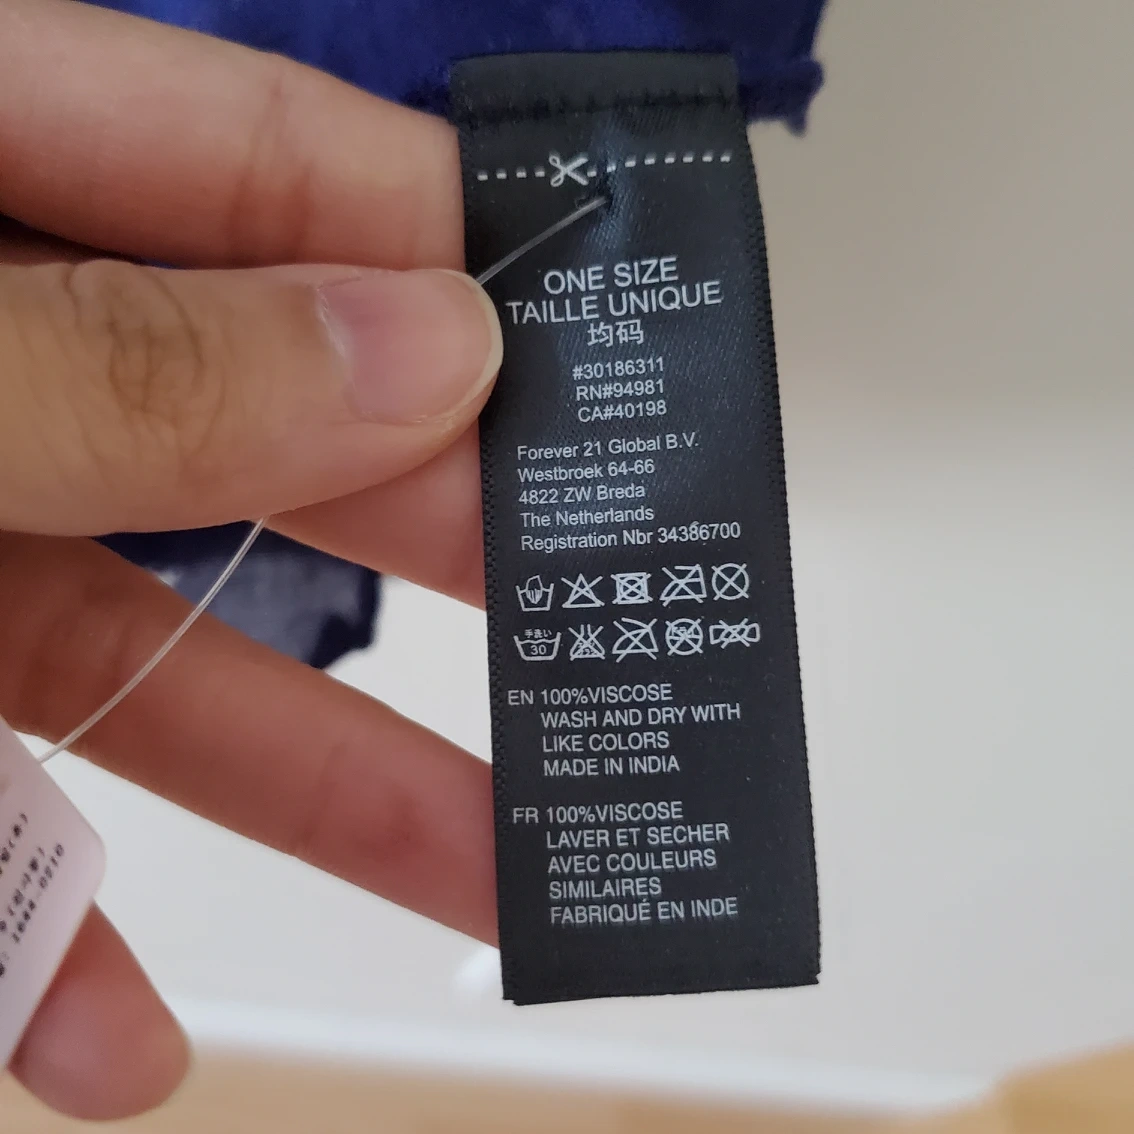 ONE SIZE
TAILLE UNIQUE
均码
#30186311
RN#94981
CA#40198
Forever 21 Global B.V.
Westbroek 64-66
4822 ZW Breda
The Netherlands
Registration Nbr 34386700
手洗い
30
EN 100%VISCOSE
WASH AND DRY WITH
LIKE COLORS
MADE IN INDIA
FR 100%VISCOSE
LAVER ET SECHER
AVEC COULEURS
SIMILAIRES
FABRIQUÉ EN INDE